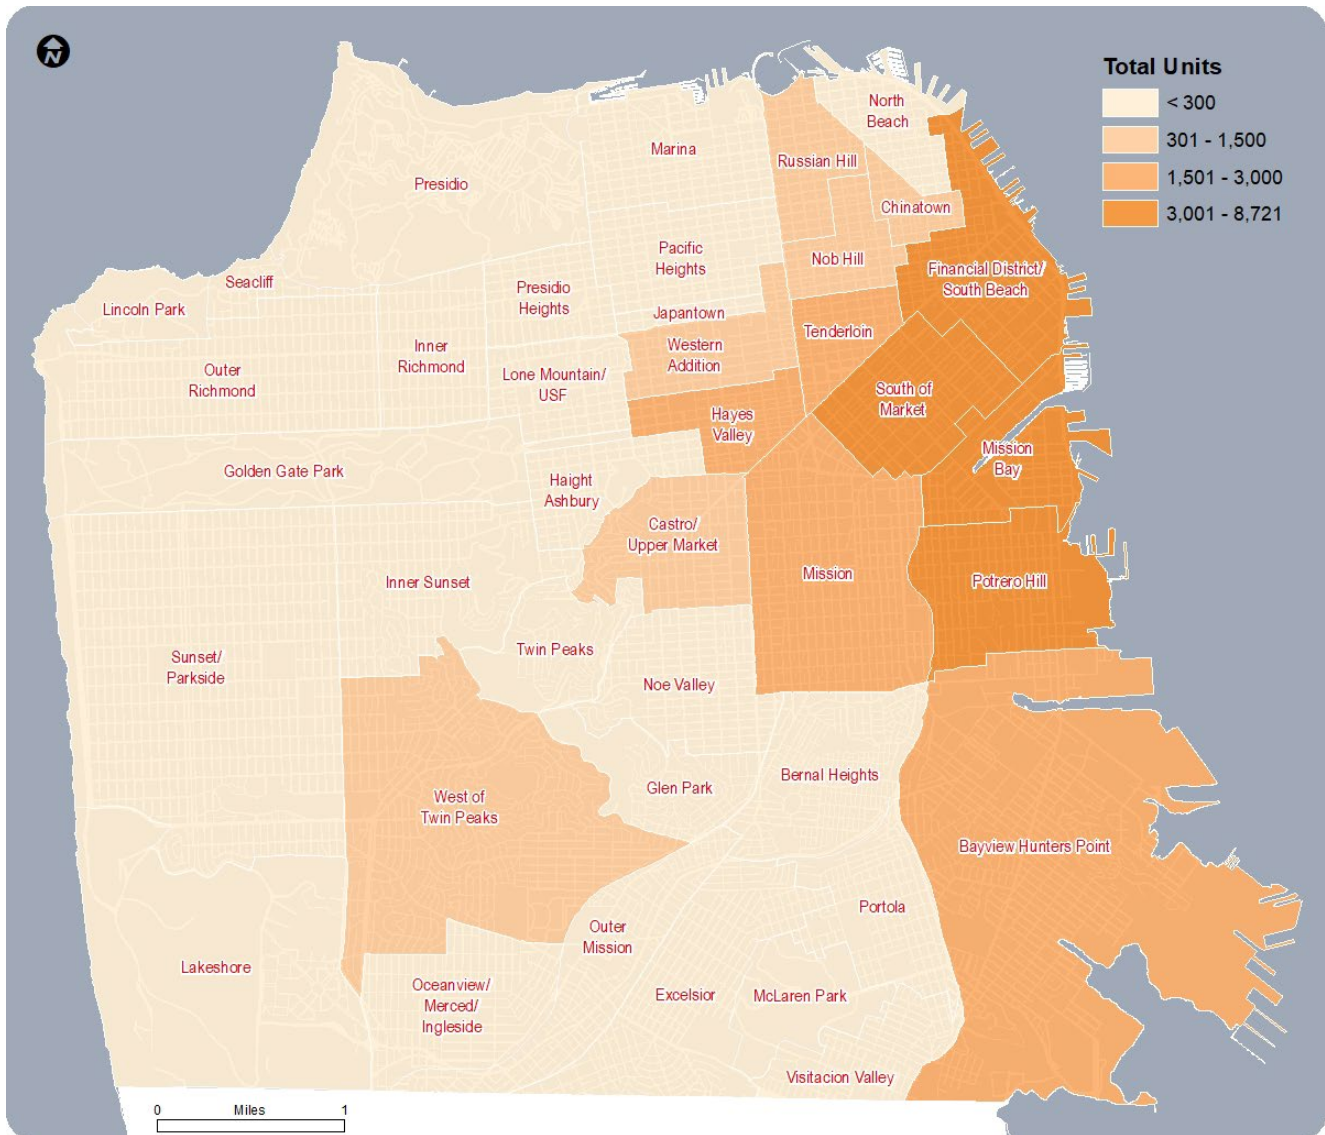 N
Total Units
< 300
301 - 1,500
1,501 - 3,000
3,001 - 8,721
North
Beach
Marina
Russian Hill
Presidio
Chinatown
Pacific
Heights
Nob Hill
Financial District/
South Beach
Seacliff
Lincoln Park
Presidio
Heights
Japantown
Tenderloin
Western
Addition
Inner
Richmond
Outer
Richmond
Lone Mountain/
USF
South of
Market
Hayes
Valley
Mission
Bay
Golden Gate Park
Haight
Ashbury
Castro/
Upper Market
Inner Sunset
Mission
Potrero Hill
Twin Peaks
Sunset/
Parkside
Noe Valley
Bernal Heights
Glen Park
West of
Twin Peaks
Bayview Hunters Point
Portola
Outer
Mission
Lakeshore
Oceanview/
Merced/
Ingleside
Excelsior
McLaren Park
Visitacion Valley
0 Miles 1